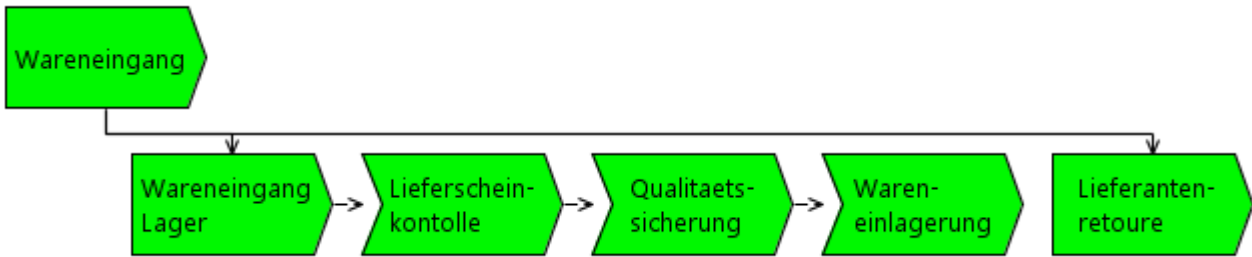 Wareneingang
Wareneingang
Lager
Lieferschein-
kontolle
Qualitaets-
sicherung
Waren-
einlagerung
Lieferanten-
retoure